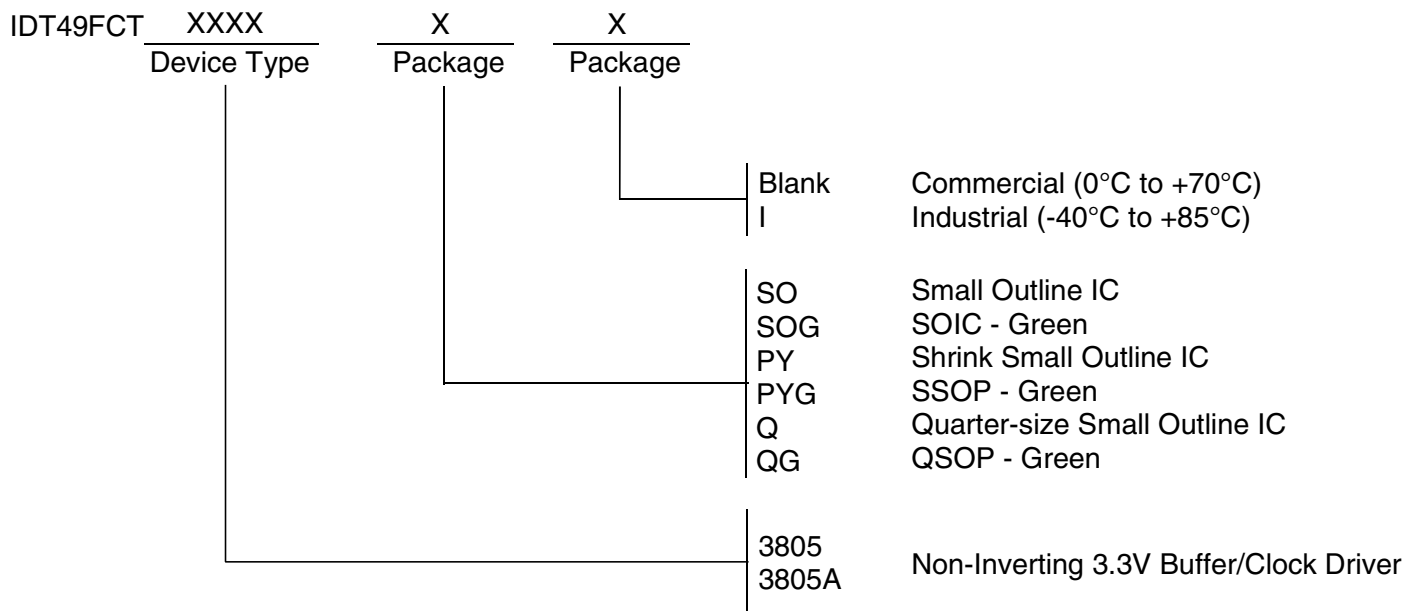 IDT49FCT XXXX X X
Device Type Package Package
Blank Commercial (0°C to +70°C)
I Industrial (-40°C to +85°C)
SO Small Outline IC
SOG SOIC - Green
PY Shrink Small Outline IC
PYG SSOP - Green
Q Quarter-size Small Outline IC
QG QSOP - Green
3805
3805A
Non-Inverting 3.3V Buffer/Clock Driver